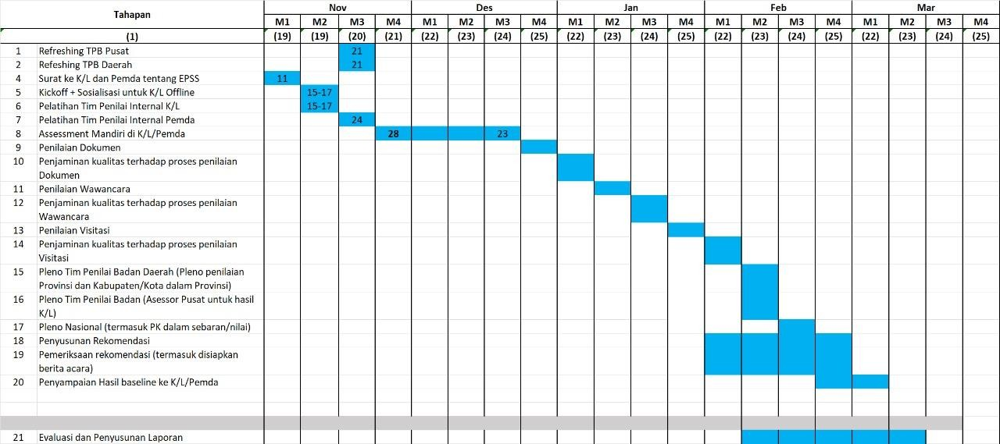 Tahapan Nov Des Jan Feb Mar
M1 M2 M3 M4 M1 M2 M3 M4 M1 M2 M3 M4 M1 M2 M3 M4 M1 M2 M3 M4
(1) (19) (19) (20) (21) (22) (23) (24) (25) (22) (23) (24) (25) (22) (23) (24) (25) (22) (23) (24) (25)
1 Refreshing TPB Pusat 21
2 Refeshing TPB Daerah 21
4 Surat ke K/L dan Pemda tentang EPSS 11
5 Kickoff + Sosialisasi untuk K/L Offline 15-17
6 Pelatihan Tim Penilai Internal K/L 15-17
7 Pelatihan Tim Penilai Internal Pemda 24
8 Assessment Mandiri di K/L/Pemda 28 23
9 Penilaian Dokumen
10 Penjaminan kualitas terhadap proses penilaian
Dokumen
11 Penilaian Wawancara
12 Penjaminan kualitas terhadap proses penilaian
Wawancara
13 Penilaian Visitasi
14 Penjaminan kualitas terhadap proses penilaian
Visitasi
15 Pleno Tim Penilai Badan Daerah (Pleno penilaian
Provinsi dan Kabupaten/Kota dalam Provinsi)
16 Pleno Tim Penilai Badan (Asessor Pusat untuk hasil
K/L)
17 Pleno Nasional (termasuk PK dalam sebaran/nilai)
18 Penyusunan Rekomendasi
19 Pemeriksaan rekomendasi (termasuk disiapkan
berita acara)
20 Penyampaian Hasil baseline ke K/L/Pemda
21 Evaluasi dan Penyusunan Laporan